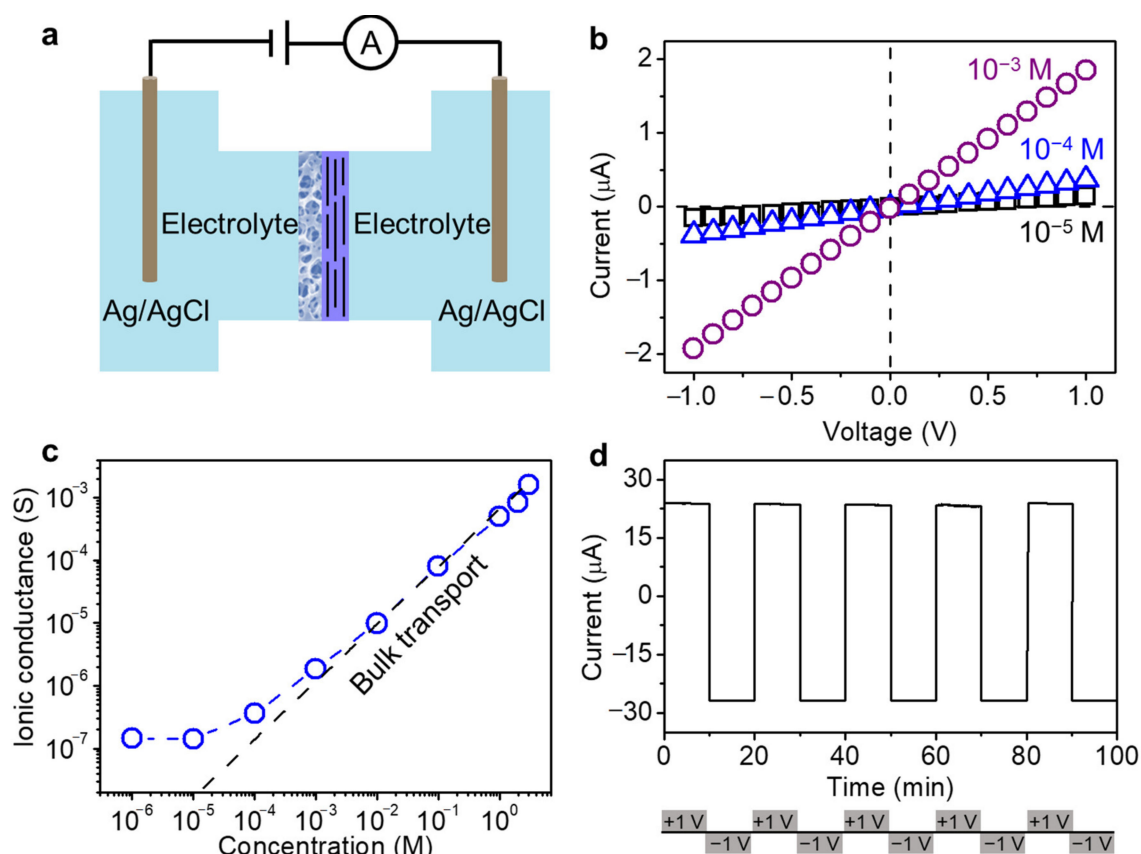 a
A
Electrolyte
Electrolyte
Ag/AgCl
Ag/AgCl
b
Current (μA)
2
1
0
−1
−2
10⁻³ M
10⁻⁴ M
10⁻⁵ M
−1.0
−0.5
0.0
0.5
1.0
Voltage (V)
c
Ionic conductance (S)
10⁻³
10⁻⁴
10⁻⁵
10⁻⁶
10⁻⁷
Bulk transport
10⁻⁶
10⁻⁵
10⁻⁴
10⁻³
10⁻²
10⁻¹
10⁰
Concentration (M)
d
Current (μA)
30
15
0
−15
−30
0
20
40
60
80
100
Time (min)
+1 V
+1 V
+1 V
+1 V
+1 V
−1 V
−1 V
−1 V
−1 V
−1 V